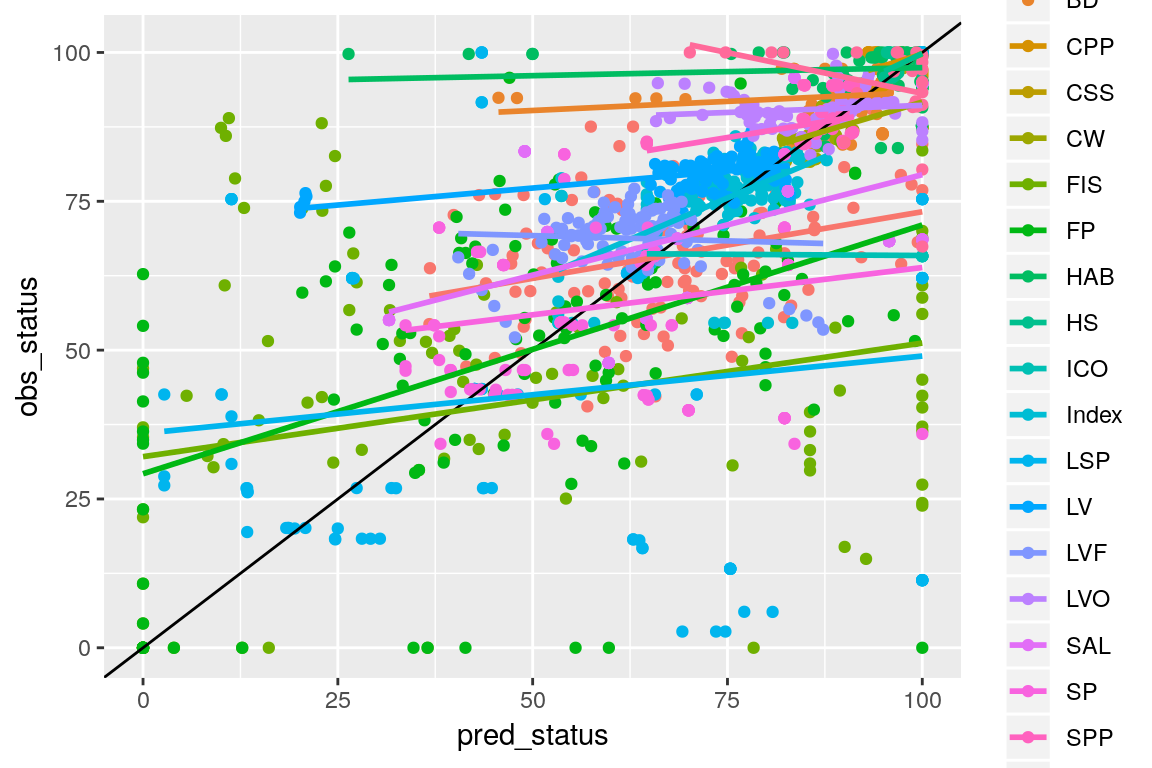 100
75
50
25
0
obs_status
0 25 50 75 100
pred_status
BD
CPP
CSS
CW
FIS
FP
HAB
HS
ICO
Index
LSP
LV
LVF
LVO
SAL
SP
SPP